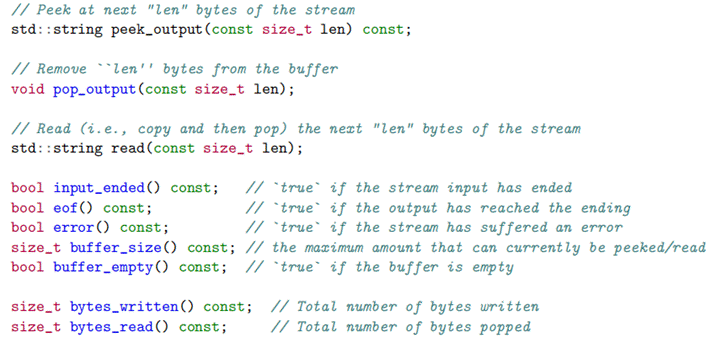 // Peek at next "len" bytes of the stream
std::string peek_output(const size_t len) const;
// Remove ``len'' bytes from the buffer
void pop_output(const size_t len);
// Read (i.e., copy and then pop) the next "len" bytes of the stream
std::string read(const size_t len);
bool input_ended() const; // `true` if the stream input has ended
bool eof() const; // `true` if the output has reached the ending
bool error() const; // `true` if the stream has suffered an error
size_t buffer_size() const; // the maximum amount that can currently be peeked/read
bool buffer_empty() const; // `true` if the buffer is empty
size_t bytes_written() const; // Total number of bytes written
size_t bytes_read() const; // Total number of bytes popped